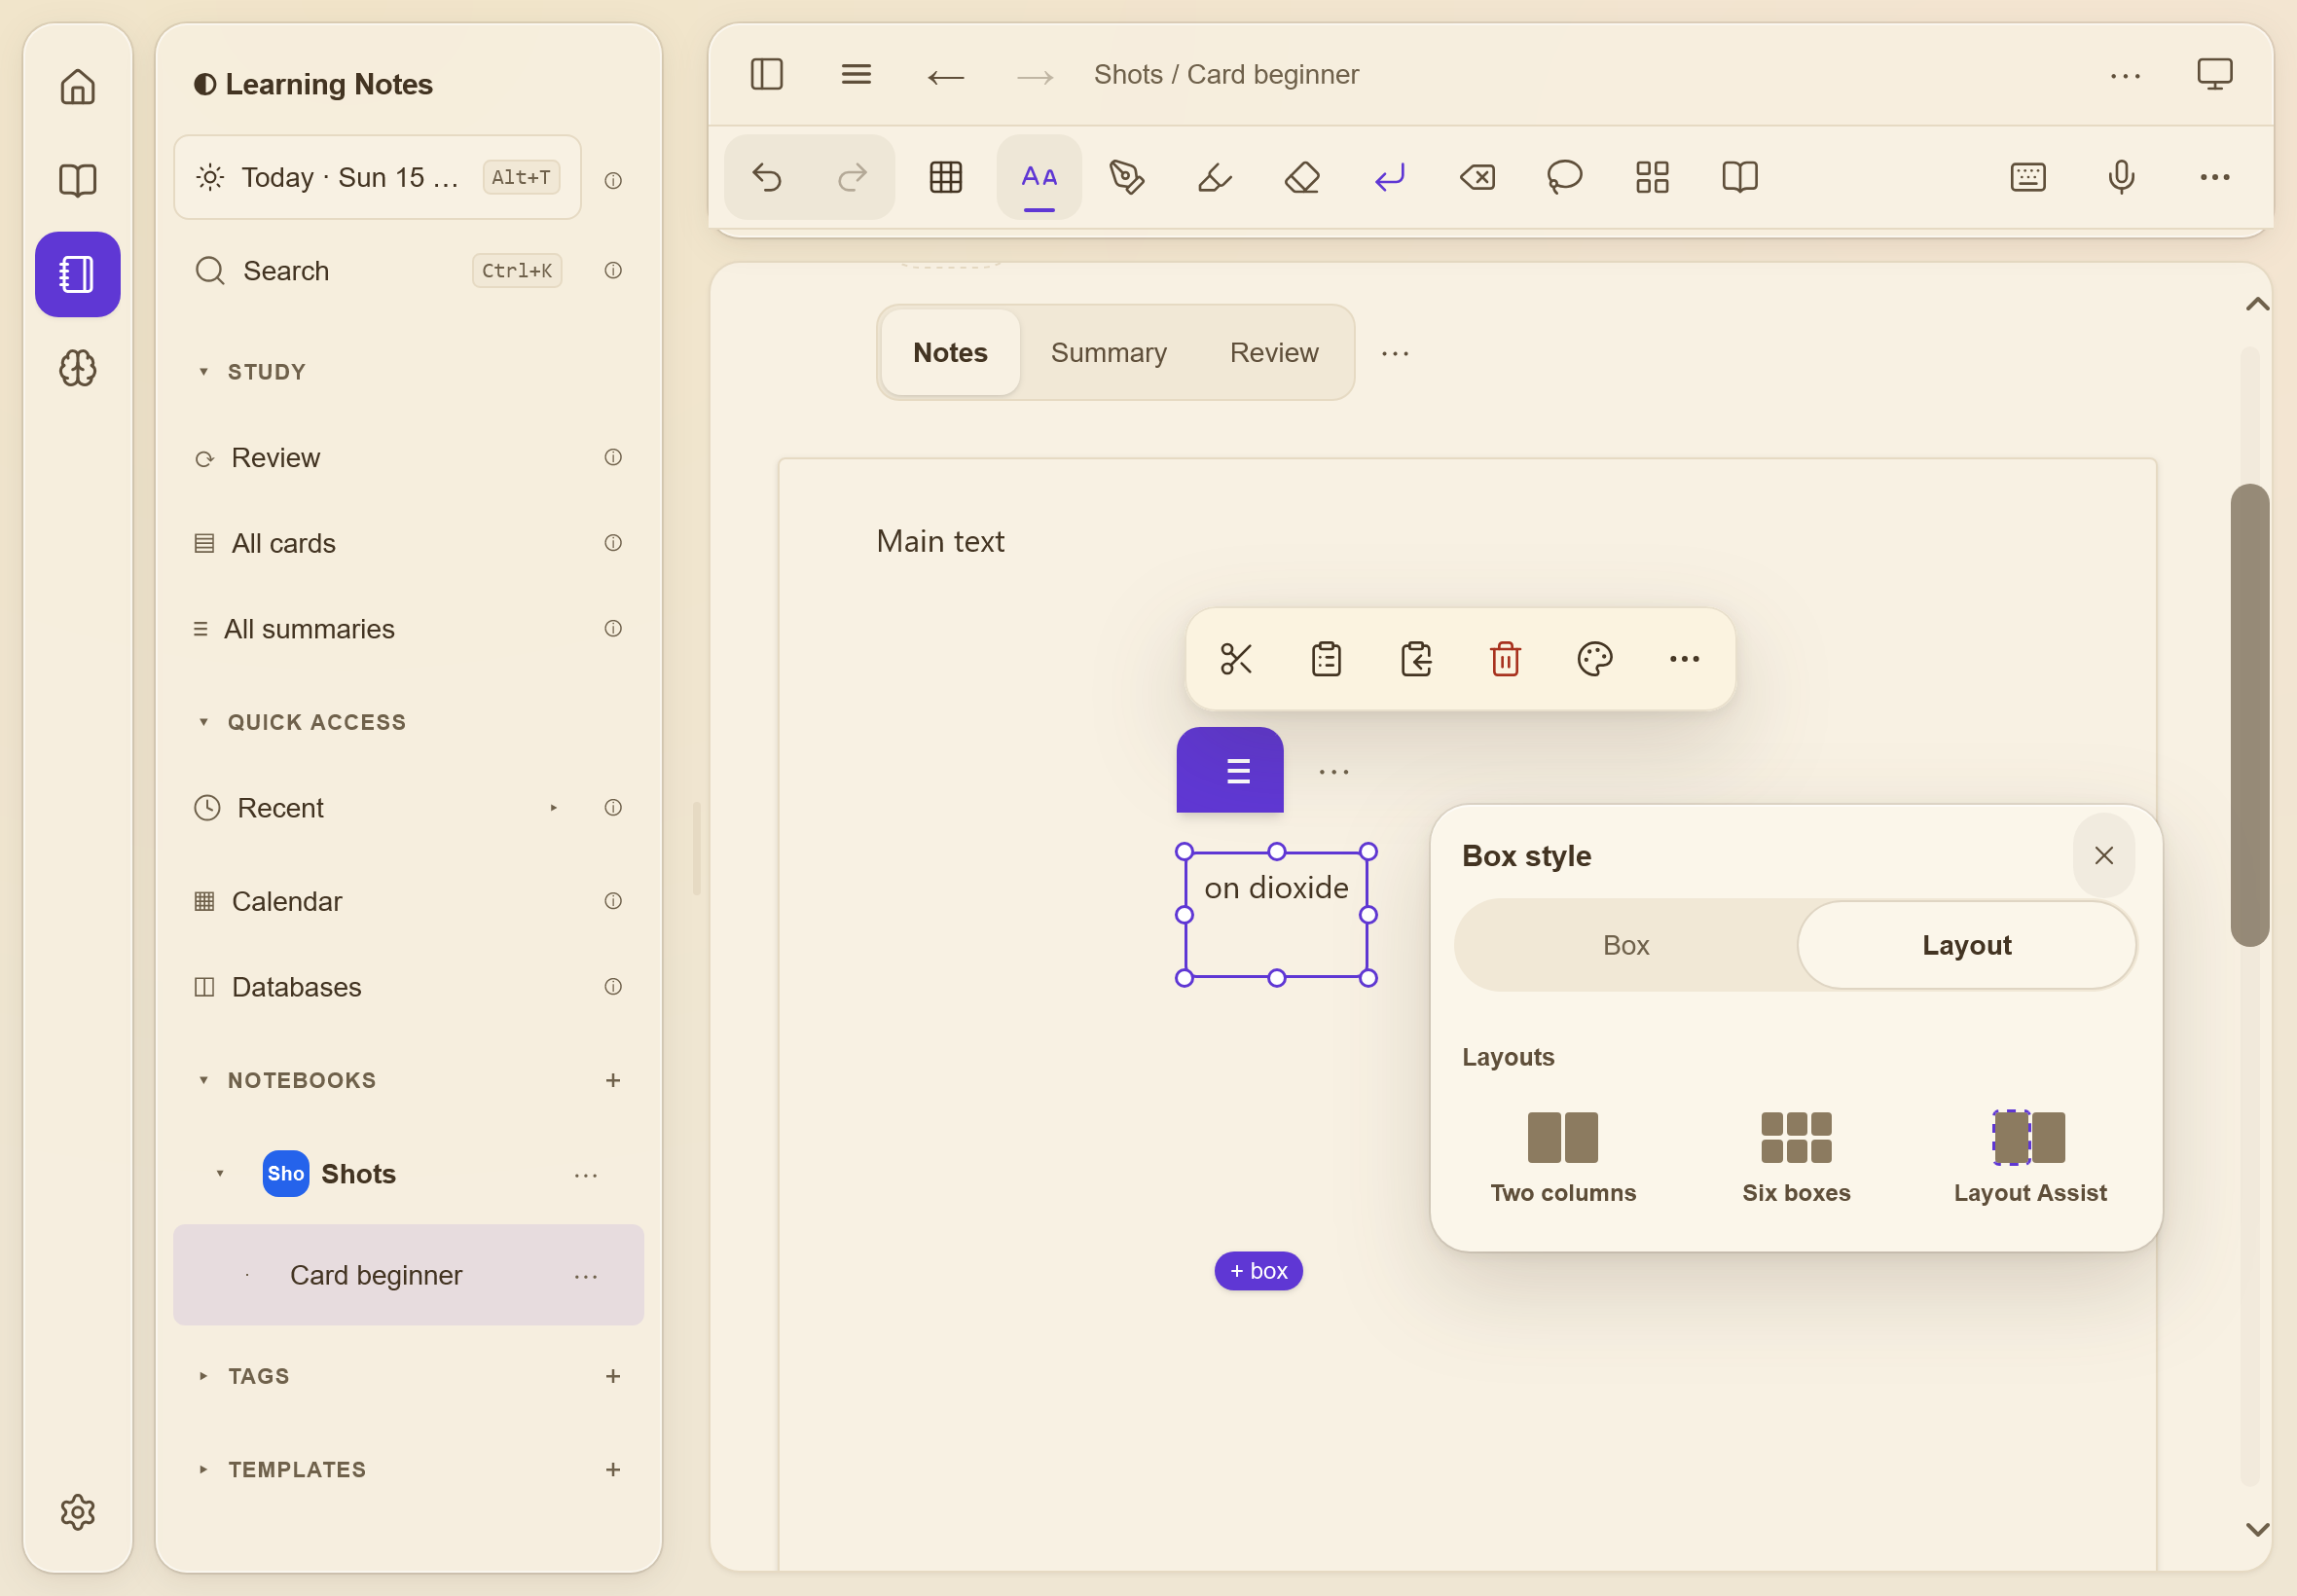 Learning Notes
Today · Sun 15 ... Alt+T
Search Ctrl+K
STUDY
Review
All cards
All summaries
QUICK ACCESS
Recent
Calendar
Databases
NOTEBOOKS
Sho Shots
Card beginner
TAGS
TEMPLATES
Shots / Card beginner
Notes Summary Review
Main text
on dioxide
Box style
Box Layout
Layouts
Two columns Six boxes Layout Assist
+ box